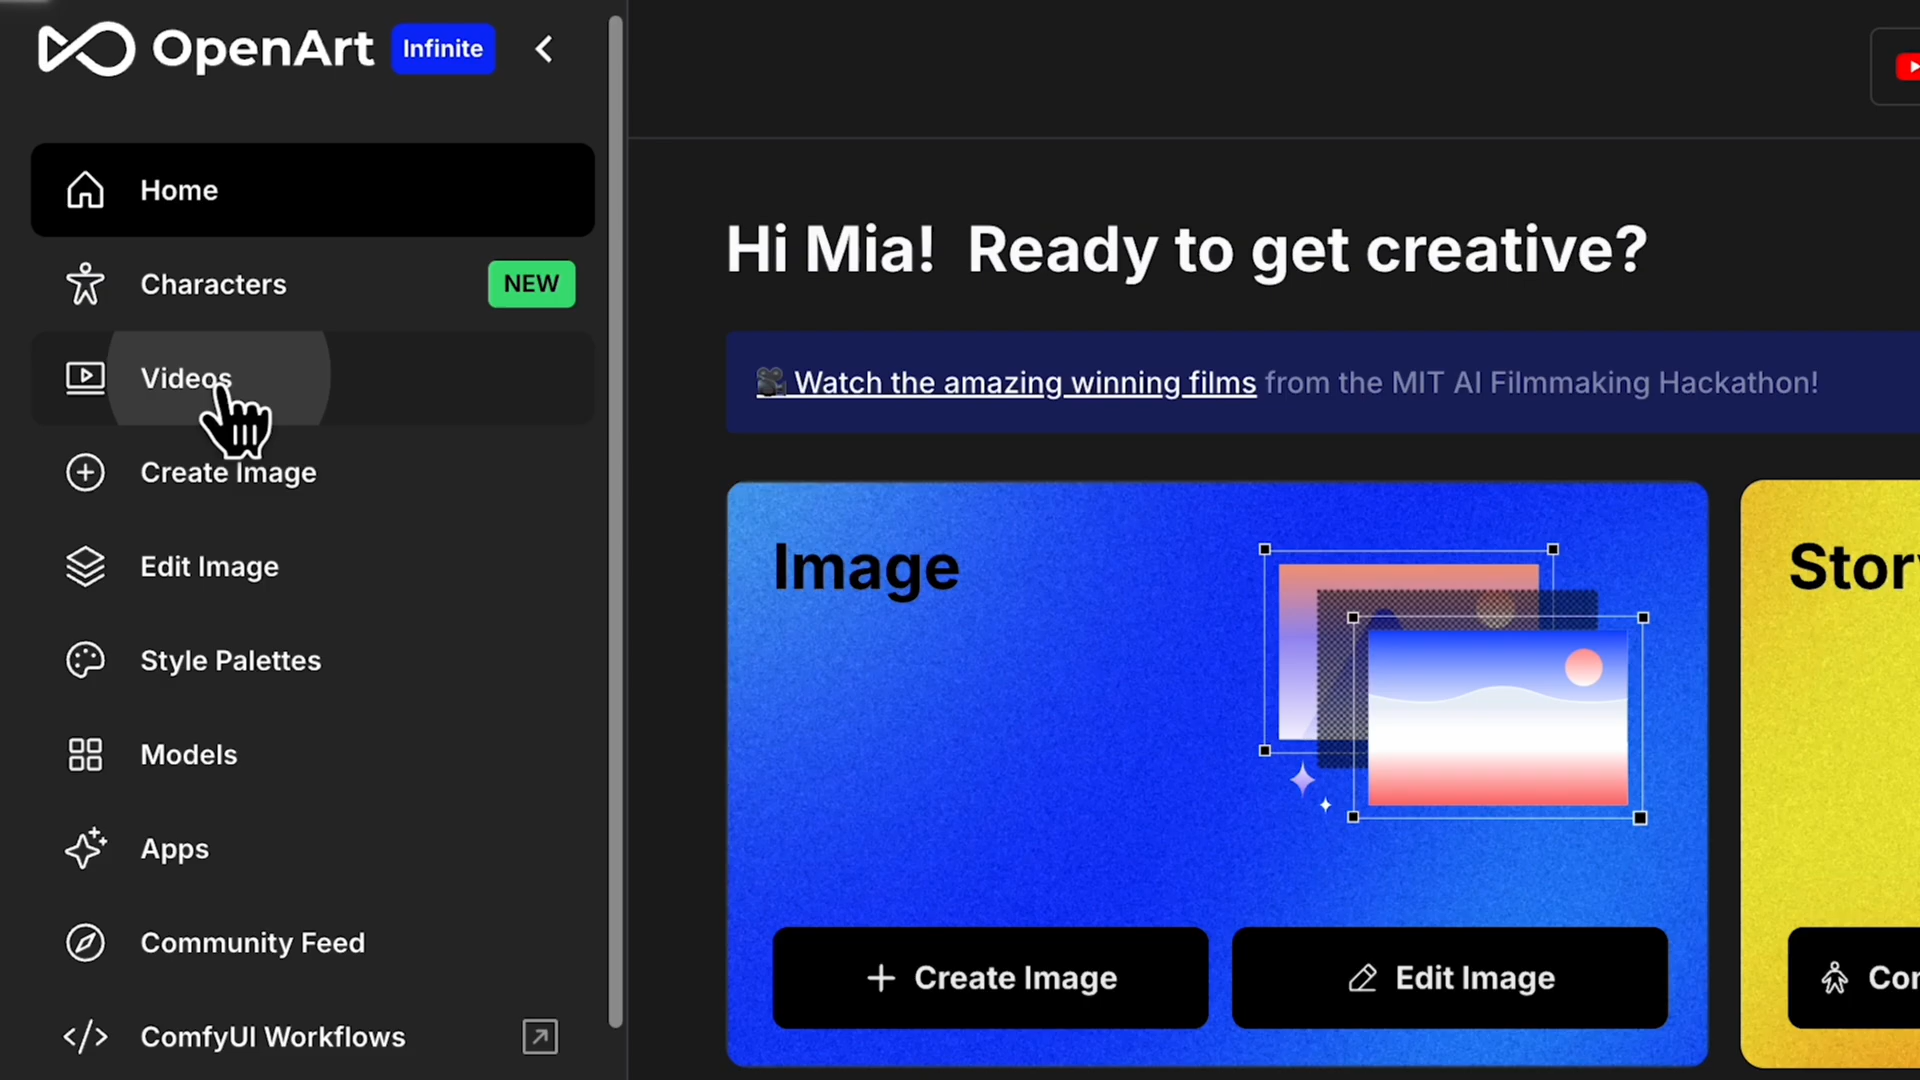 OpenArt Infinite
Home
Characters NEW
Videos
Create Image
Edit Image
Style Palettes
Models
Apps
Community Feed
ComfyUI Workflows
Hi Mia! Ready to get creative?
Watch the amazing winning films from the MIT AI Filmmaking Hackathon!
Image
Create Image
Edit Image